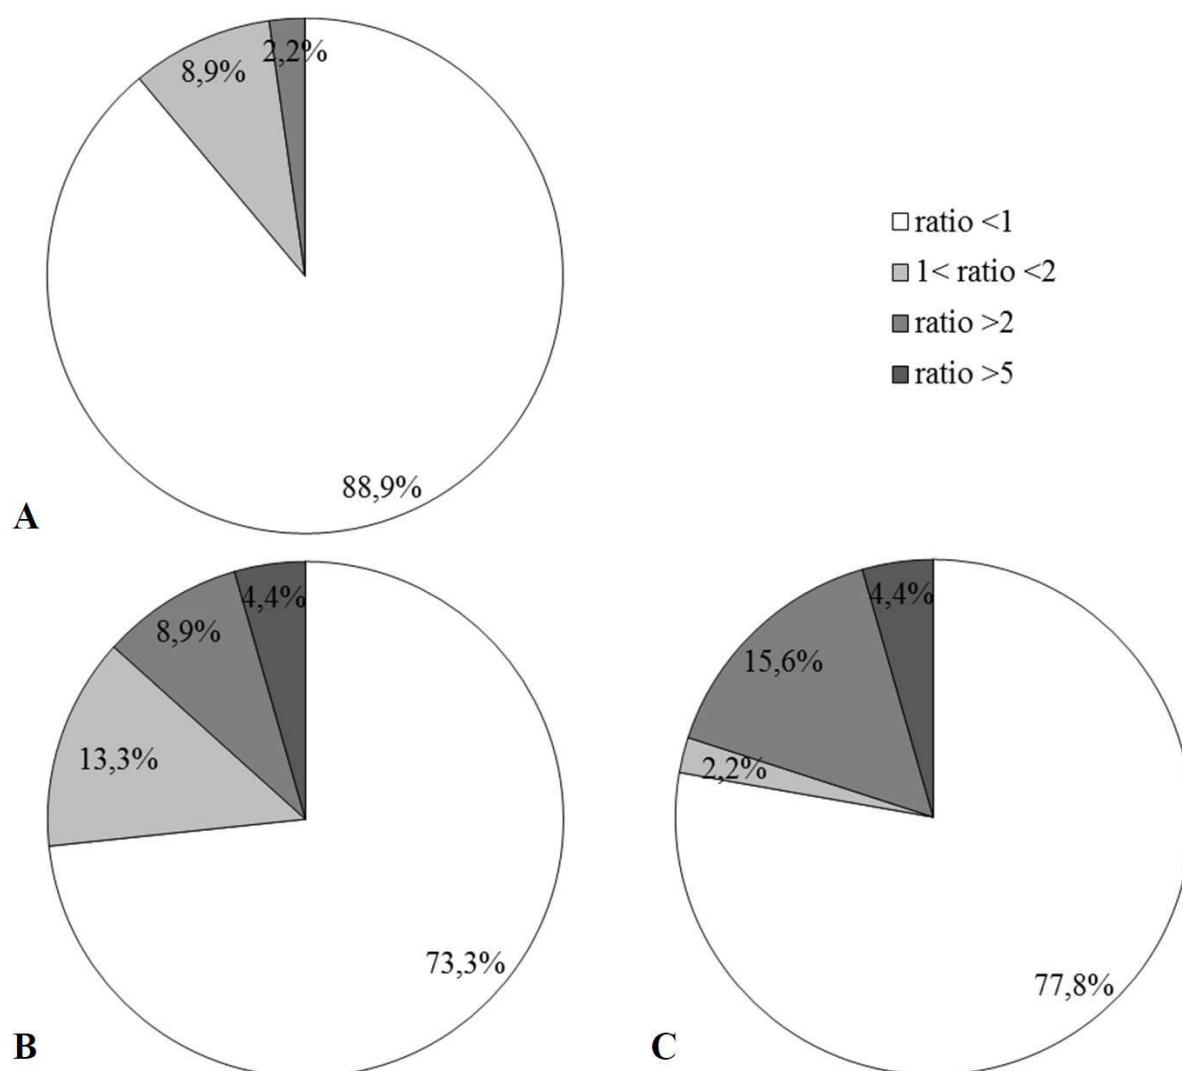 2,2%
8,9%
ratio <1
1< ratio <2
ratio >2
ratio >5
88,9%
A
4,4%
8,9%
13,3%
73,3%
B
4,4%
15,6%
2,2%
77,8%
C